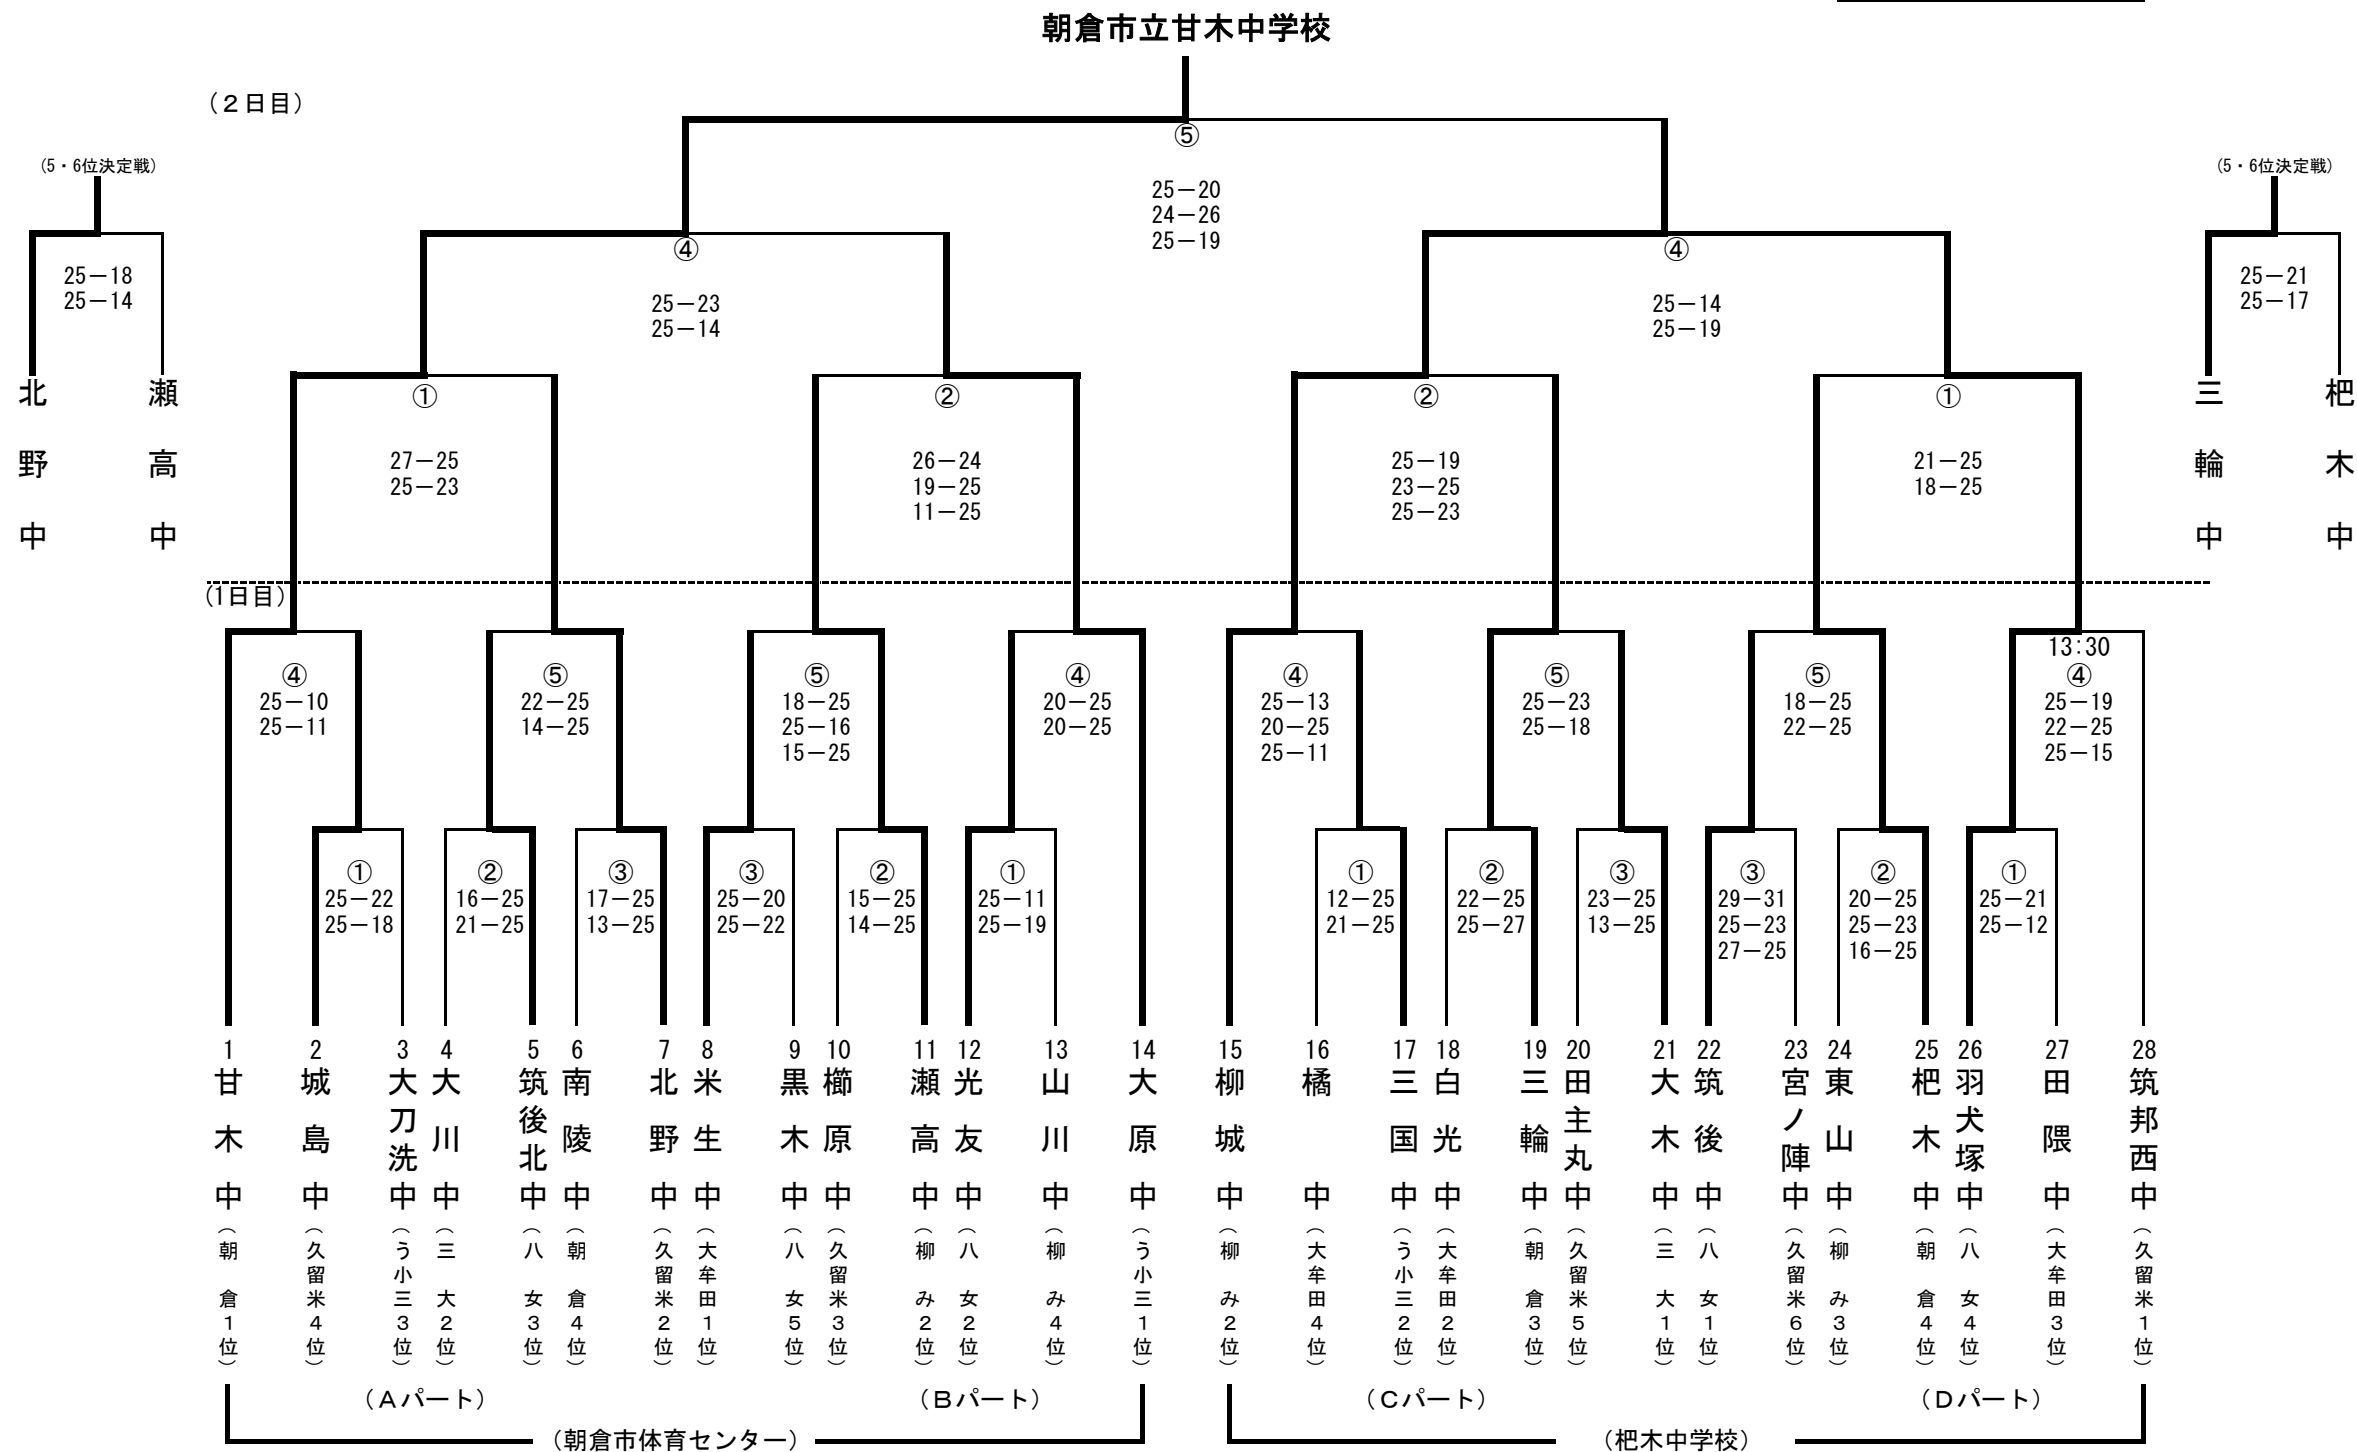 朝倉市立甘木中学校
（２日目）
⑤
25－20
24－26
25－19
(5・6位決定戦)
25－18
25－14
北野中
瀬高中
(5・6位決定戦)
25－21
25－17
三輪中
杷木中
④
25－23
25－14
④
25－14
25－19
①
27－25
25－23
②
26－24
19－25
11－25
②
25－19
23－25
25－23
①
21－25
18－25
(1日目)
④
25－10
25－11
⑤
22－25
14－25
⑤
18－25
25－16
15－25
④
20－25
20－25
④
25－13
20－25
25－11
⑤
25－23
25－18
⑤
18－25
22－25
13:30
④
25－19
22－25
25－15
①
25－22
25－18
②
16－25
21－25
③
17－25
13－25
③
25－20
25－22
②
15－25
14－25
①
25－11
25－19
①
12－25
21－25
②
22－25
25－27
③
23－25
13－25
③
29－31
25－23
27－25
②
20－25
25－23
16－25
①
25－21
25－12
1 甘木中（朝倉１位）
2 城島中（久留米４位）
3 大刀洗中（う小三３位）
4 大川中（三大２位）
5 筑後北中（八女３位）
6 南陵中（朝倉４位）
7 北野中（久留米２位）
8 米生中（大牟田１位）
9 黒木中（八女５位）
10 櫛原中（久留米３位）
11 瀬高中（柳み２位）
12 光友中（八女２位）
13 山川中（柳み４位）
14 大原中（う小三１位）
15 柳城中（柳み２位）
16 橘中（大牟田４位）
17 三国中（う小三２位）
18 白光中（大牟田２位）
19 三輪中（朝倉３位）
20 田主丸中（久留米５位）
21 大木中（三大１位）
22 筑後中（八女１位）
23 宮ノ陣中（久留米６位）
24 東山中（柳み３位）
25 杷木中（朝倉４位）
26 羽犬塚中（八女４位）
27 田隈中（大牟田３位）
28 筑邦西中（久留米１位）
（Ａパート）
（Ｂパート）
（Ｃパート）
（Ｄパート）
（朝倉市体育センター）
（杷木中学校）